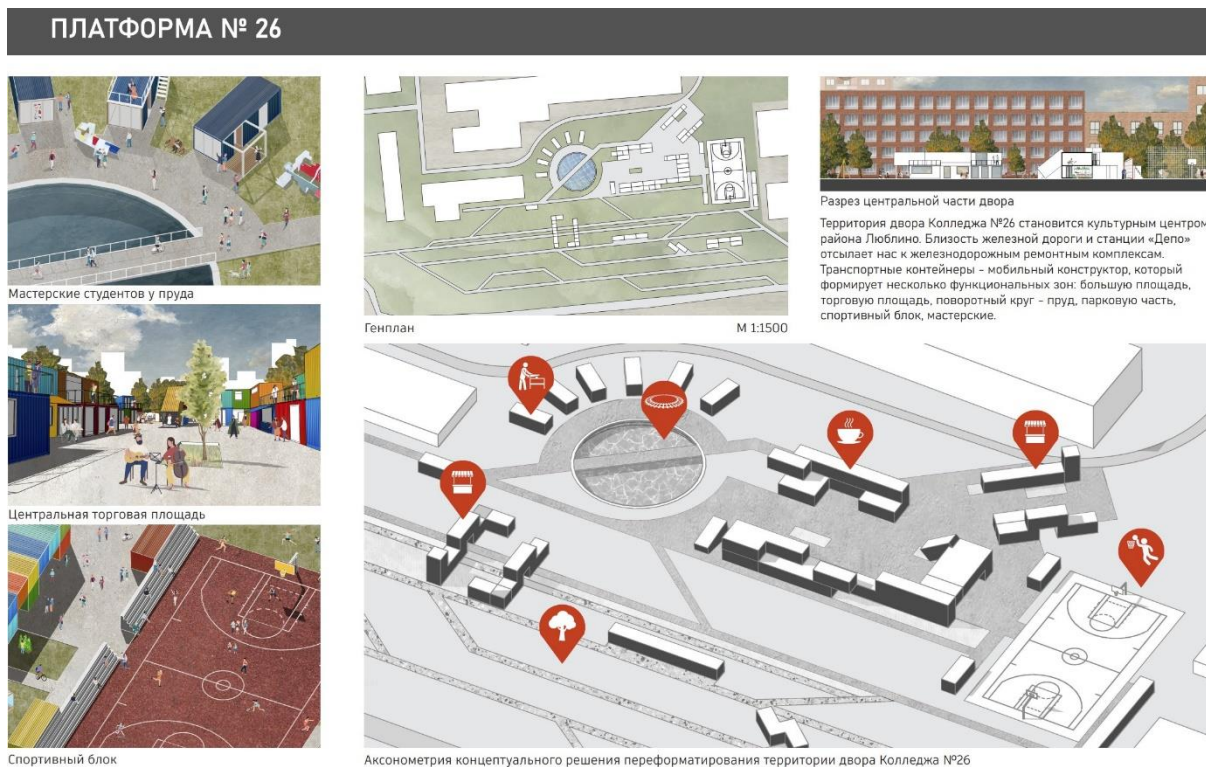 ПЛАТФОРМА № 26
Мастерские студентов у пруда
Центральная торговая площадь
Спортивный блок
Генплан
М 1:1500
Разрез центральной части двора
Территория двора Колледжа №26 становится культурным центром
района Люблино. Близость железной дороги и станции «Депо»
отсылает нас к железнодорожным ремонтным комплексам.
Транспортные контейнеры – мобильный конструктор, который
формирует несколько функциональных зон: большую площадь,
торговую площадь, поворотный круг – пруд, парковую часть,
спортивный блок, мастерские.
Аксонометрия концептуального решения переформатирования территории двора Колледжа №26